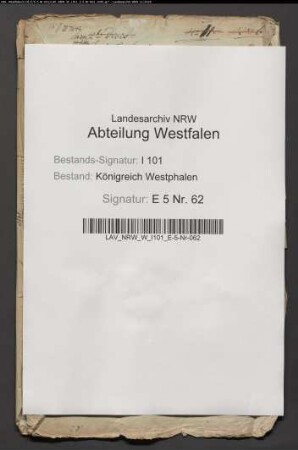 Landesarchiv NRW
Abteilung Westfalen
Bestands-Signatur: I 101
Bestand: Königreich Westphalen
Signatur: E 5 Nr. 62
LAV_NRW_W_I101_E-5-Nr-062